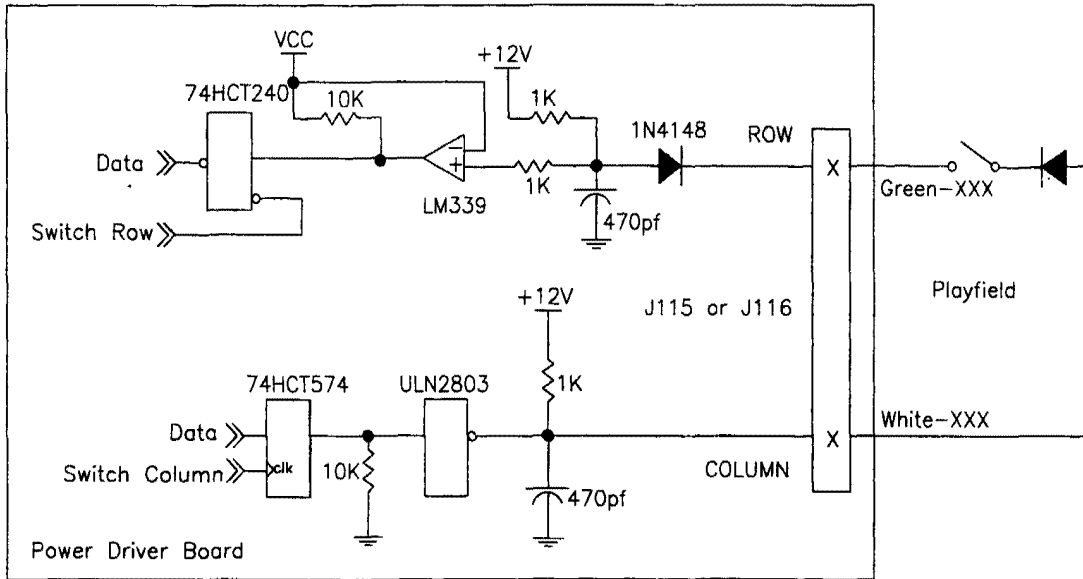 VCC
+12V
74HCT240
10K
1K
1N4148
ROW
Data
X
1K
Green-XXX
LM339
470pf
Switch Row
+12V
J115 or J116
Playfield
74HCT574
ULN2803
1K
White-XXX
Data
X
Switch Column
clk
10K
COLUMN
470pf
Power Driver Board